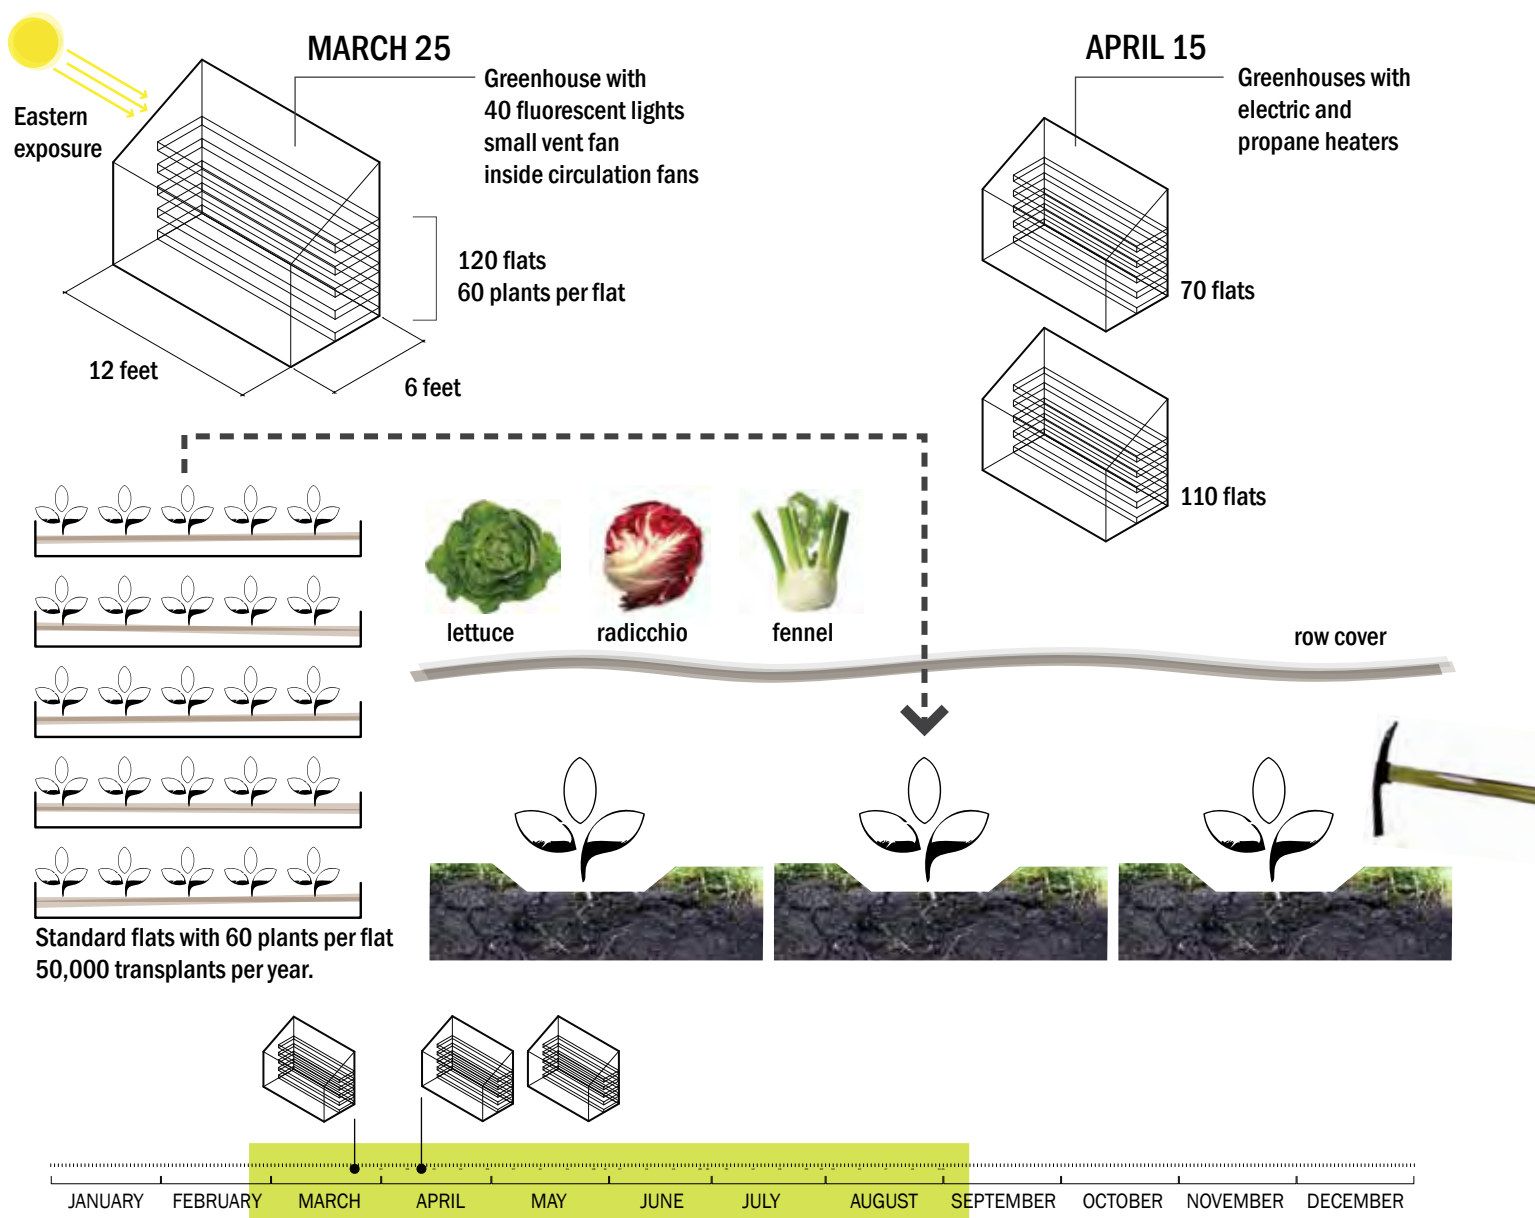 MARCH 25
Greenhouse with
40 fluorescent lights
small vent fan
inside circulation fans
Eastern
exposure
120 flats
60 plants per flat
12 feet
6 feet
APRIL 15
Greenhouses with
electric and
propane heaters
70 flats
110 flats
lettuce
radicchio
fennel
row cover
Standard flats with 60 plants per flat
50,000 transplants per year.
JANUARY FEBRUARY MARCH APRIL MAY JUNE JULY AUGUST SEPTEMBER OCTOBER NOVEMBER DECEMBER